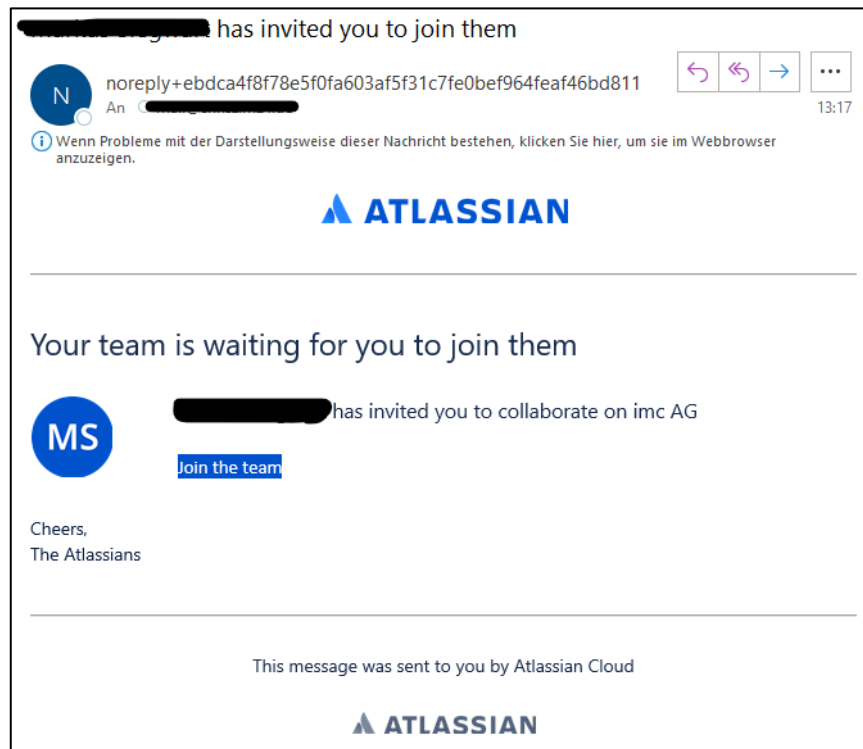 has invited you to join them
N
noreply+ebdca4f8f78e5f0fa603af5f31c7fe0bef964feaf46bd811
An
13:17
Wenn Probleme mit der Darstellungsweise dieser Nachricht bestehen, klicken Sie hier, um sie im Webbrowser
anzuzeigen.
ATLASSIAN
Your team is waiting for you to join them
MS
has invited you to collaborate on imc AG
Join the team
Cheers,
The Atlassians
This message was sent to you by Atlassian Cloud
ATLASSIAN